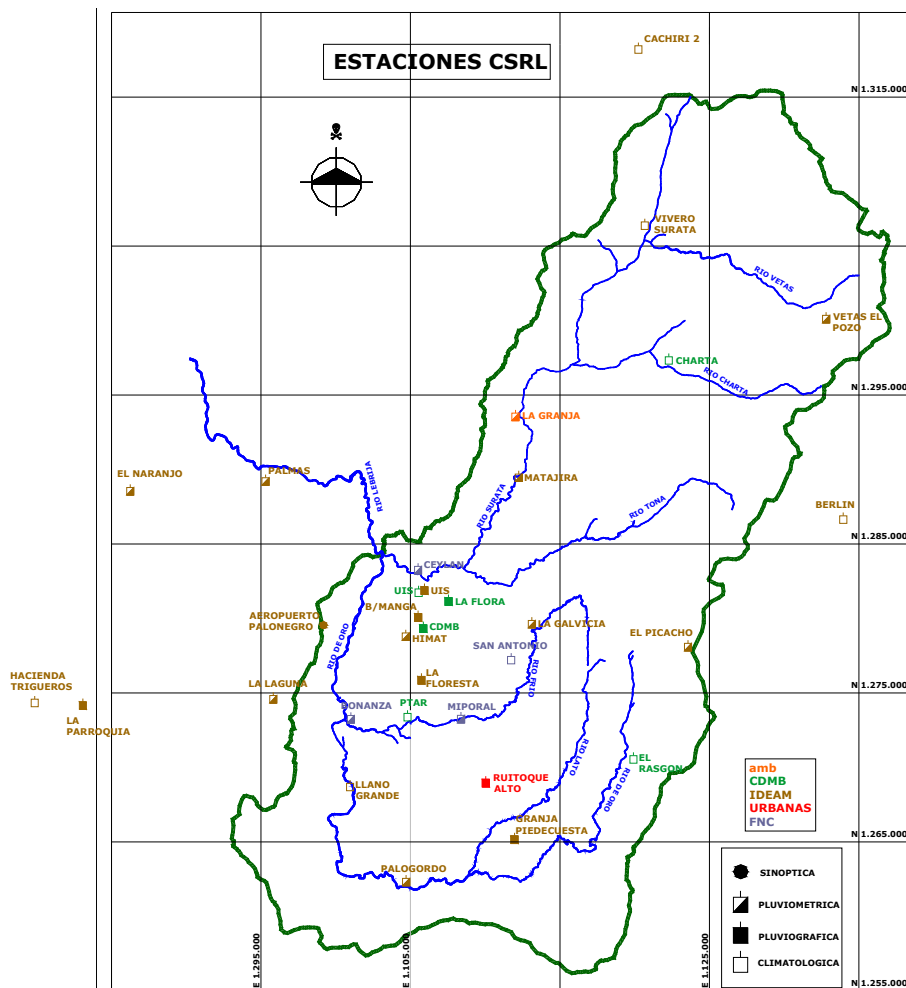 CACHIRI 2
ESTACIONES CSRL
N 1.315.000
VIVERO
SURATA
RIO VETAS
VETAS EL
POZO
CHARTA
RIO CHARTA
N 1.295.000
LA GRANJA
EL NARANJO
PALMAS
RIO LEBRIJA
MATAJIRA
RIO SURATA
RIO TONA
BERLIN
N 1.285.000
CEYLAN
UIS
UIS
LA FLORA
B/MANGA
AEROPUERTO
PALONEGRO
CDMB
HIMAT
LA GALVICIA
RIO DE ORO
SAN ANTONIO
EL PICACHO
HACIENDA
TRIGUEROS
LA
FLORESTA
RIO FRIO
LA LAGUNA
N 1.275.000
BONANZA
PTAR
MIPORAL
LA
PARROQUIA
RIO LATO
RIO DE ORO
EL
RASGON
LLANO
GRANDE
RUITOQUE
ALTO
amb
CDMB
IDEAM
URBANAS
FNC
GRANJA
PIEDECUESTA
N 1.265.000
PALOGORDO
SINOPTICA
PLUVIOMETRICA
PLUVIOGRAFICA
CLIMATOLOGICA
E 1.295.000
E 1.105.000
E 1.125.000
N 1.255.000